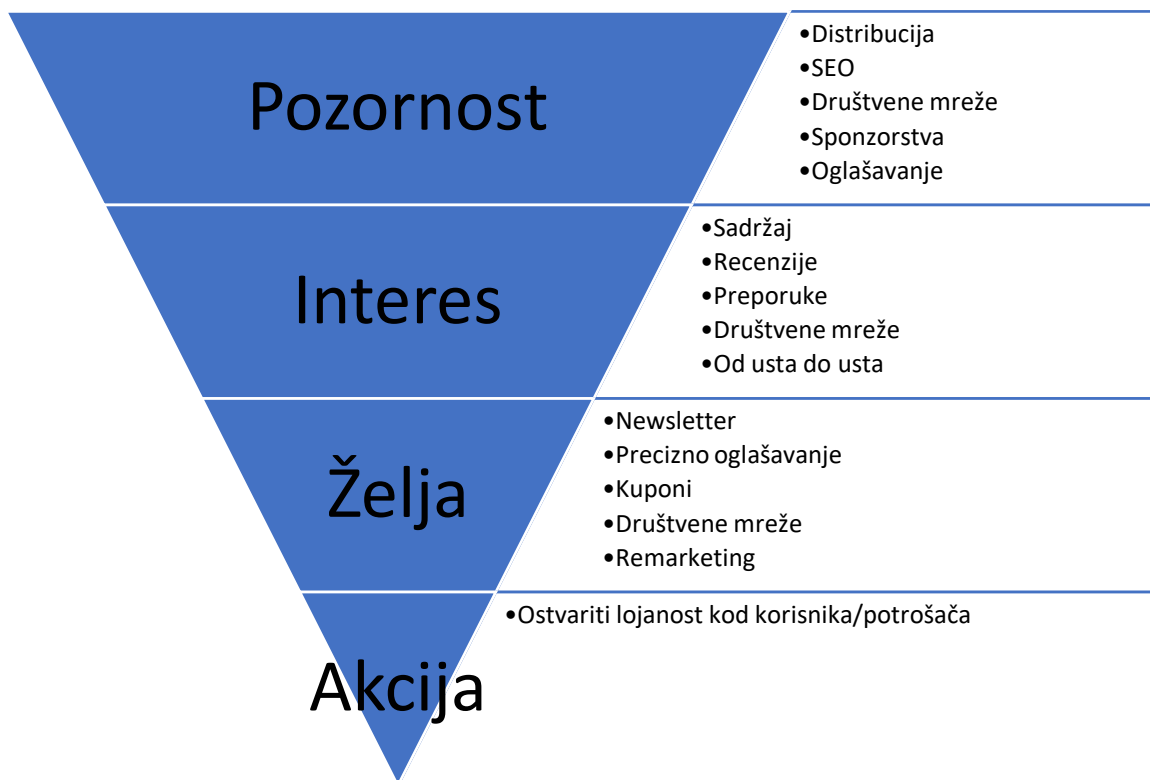 Pozornost
•Distribucija
•SEO
•Društvene mreže
•Sponzorstva
•Oglašavanje
Interes
•Sadržaj
•Recenzije
•Preporuke
•Društvene mreže
•Od usta do usta
Želja
•Newsletter
•Precizno oglašavanje
•Kuponi
•Društvene mreže
•Remarketing
Akcija
•Ostvariti lojanost kod korisnika/potrošača